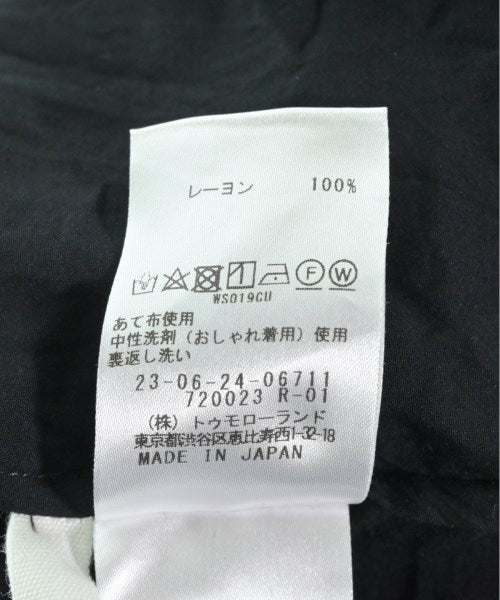 レーヨン 100%
F W
WS019CU
あて布使用
中性洗剤（おしゃれ着用）使用
裏返し洗い
23-06-24-06711
720023 R-01
（株）トゥモローランド
東京都渋谷区恵比寿西1-32-18
MADE IN JAPAN